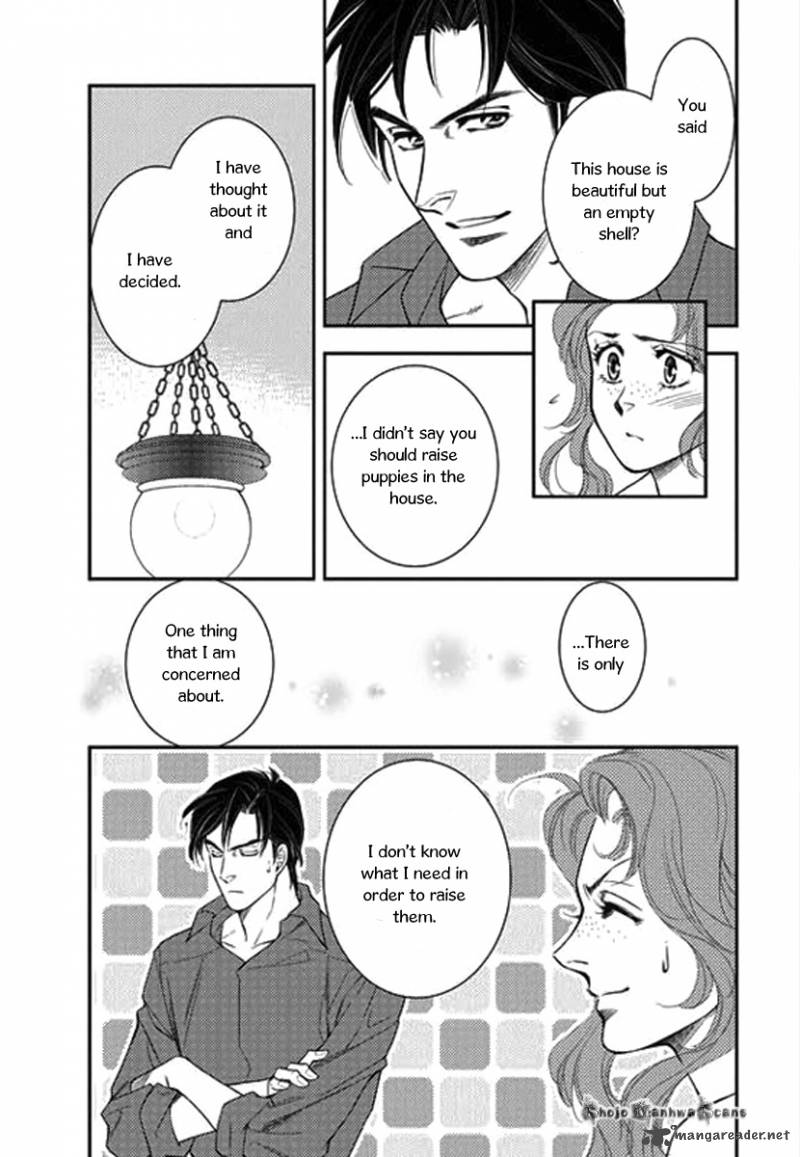 You
said
This house is
beautiful but
an empty
shell?
I have
thought
about it
and
I have
decided.
...I didn't say you
should raise
puppies in the
house.
...There
is only
One thing
that I am
concerned
about.
I don't know
what I need in
order to raise
them.
Shojo Manhwa Scans
mangareader.net